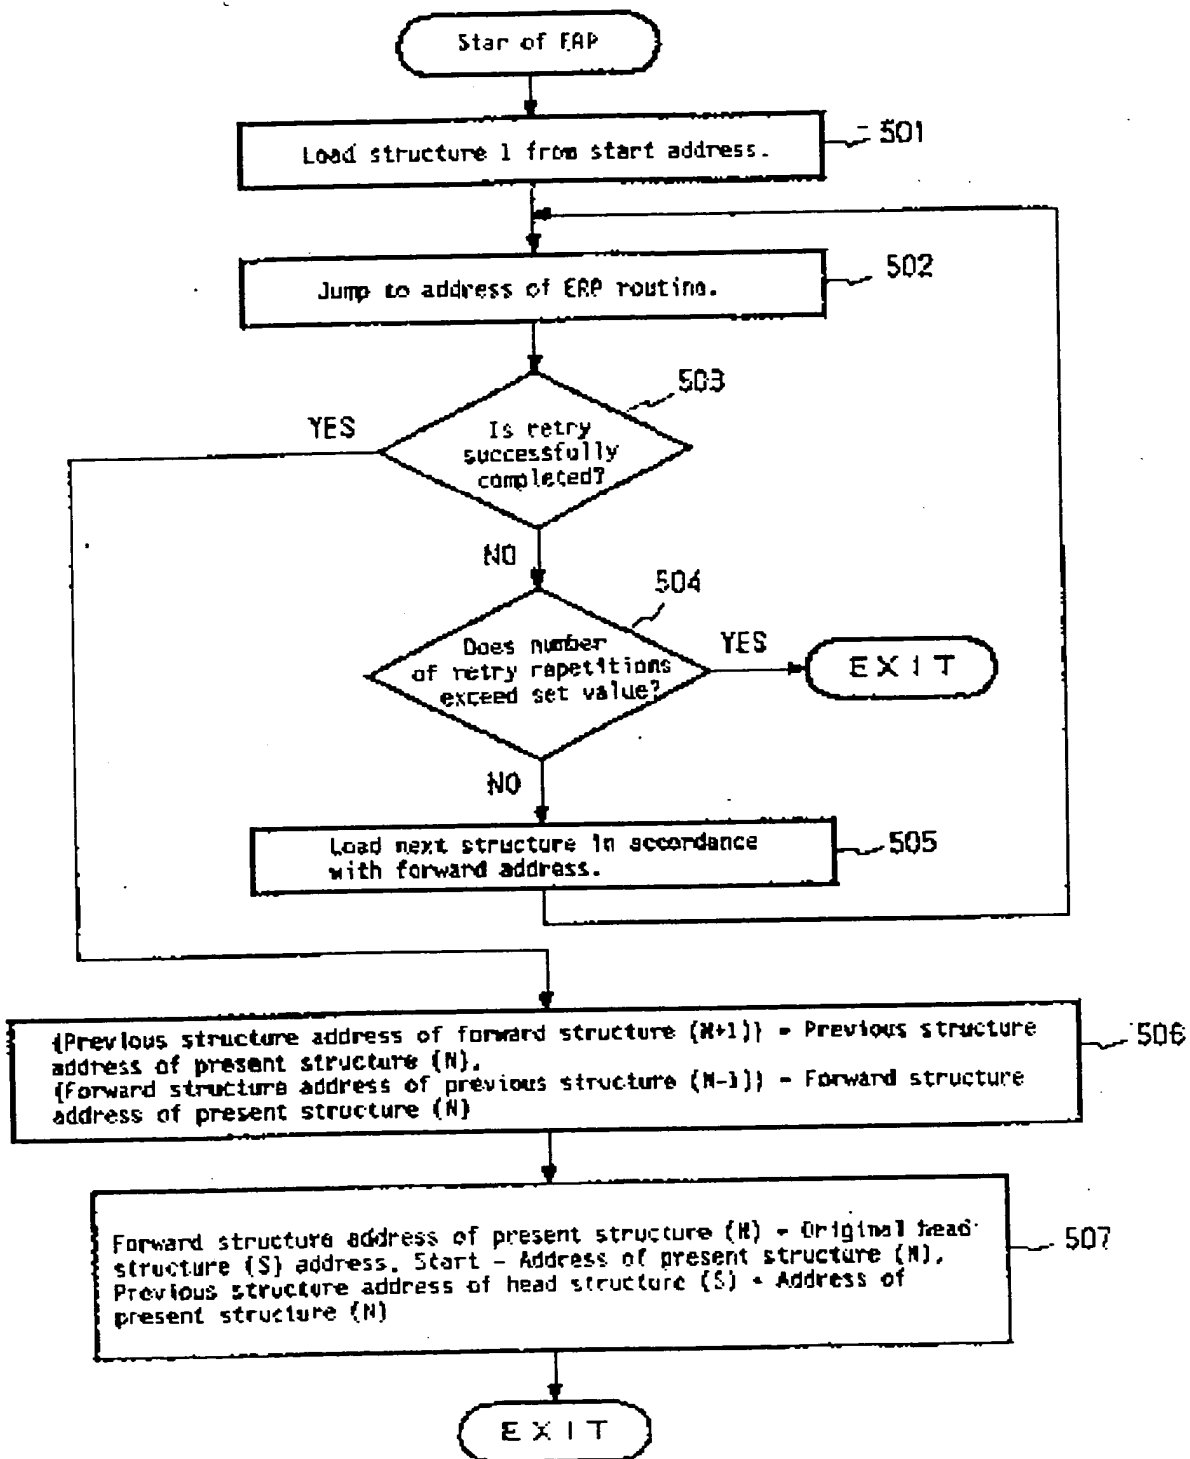 Star of ERP
Load structure 1 from start address.
501
Jump to address of ERP routine.
502
503
YES
Is retry
successfully
completed?
NO
504
Does number
of retry repetitions
exceed set value?
YES
EXIT
NO
Load next structure in accordance
with forward address.
505
{Previous structure address of forward structure (N+1)} = Previous structure
address of present structure (N),
{Forward structure address of previous structure (N-1)} = Forward structure
address of present structure (N)
506
Forward structure address of present structure (N) = Original head
structure (S) address, Start = Address of present structure (N),
Previous structure address of head structure (S) = Address of
present structure (N)
507
EXIT